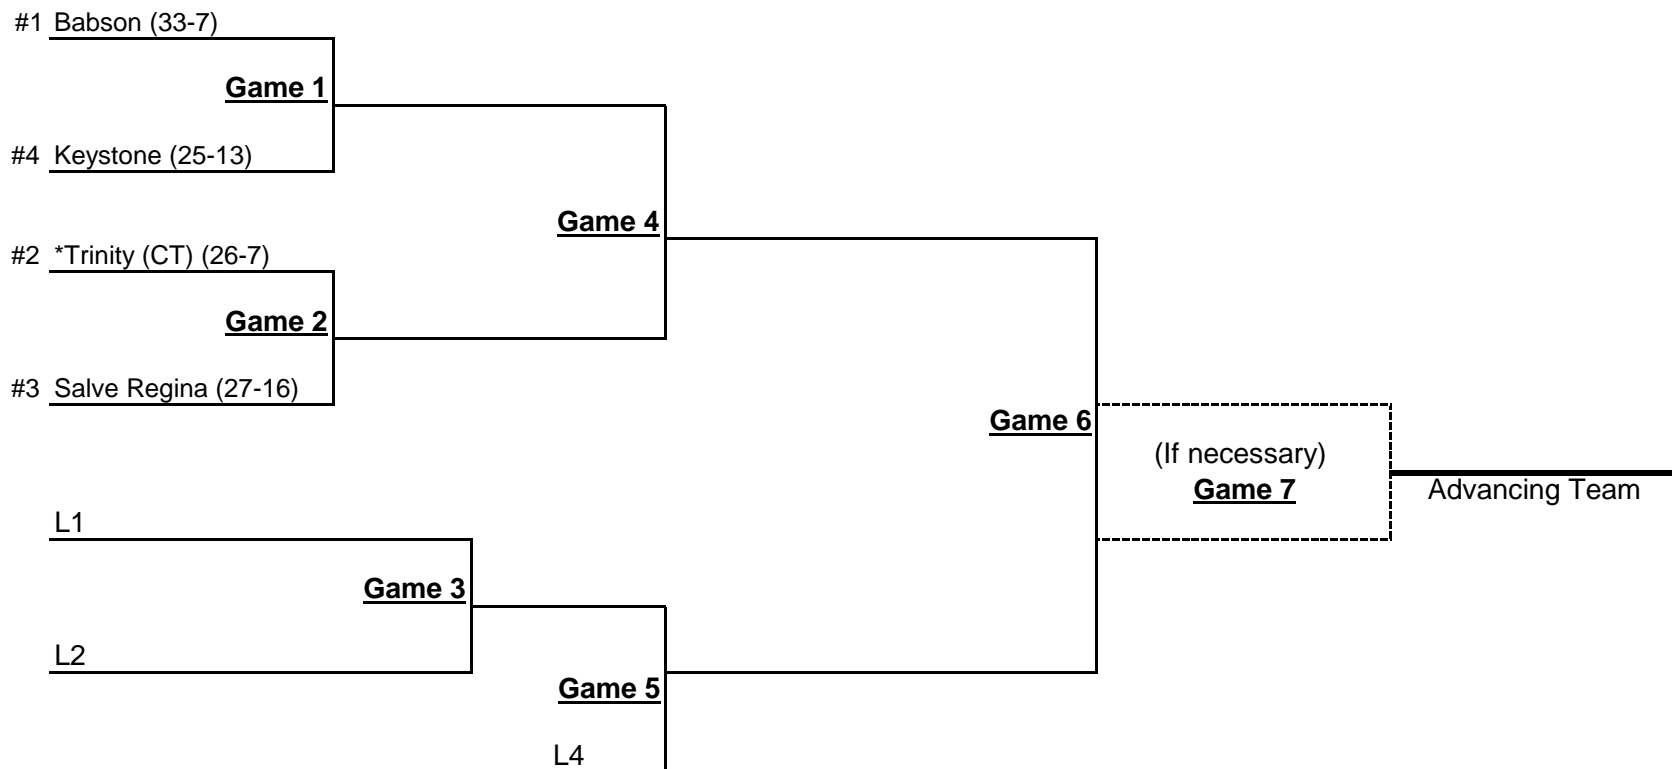 #1 Babson (33-7)
Game 1
#4 Keystone (25-13)
Game 4
#2 *Trinity (CT) (26-7)
Game 2
#3 Salve Regina (27-16)
Game 6
(If necessary)
Game 7
Advancing Team
L1
Game 3
L2
Game 5
L4